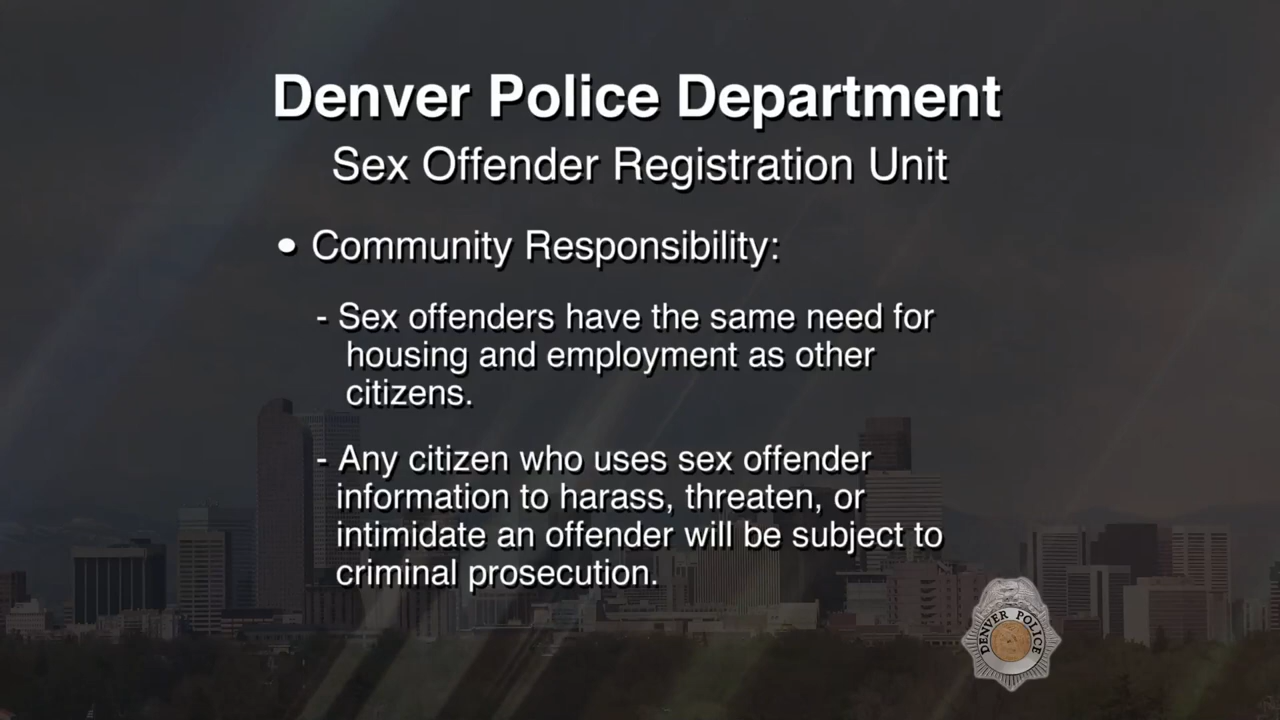 Denver Police Department
Sex Offender Registration Unit
• Community Responsibility:
- Sex offenders have the same need for
housing and employment as other
citizens.
- Any citizen who uses sex offender
information to harass, threaten, or
intimidate an offender will be subject to
criminal prosecution.
DENVER POLICE